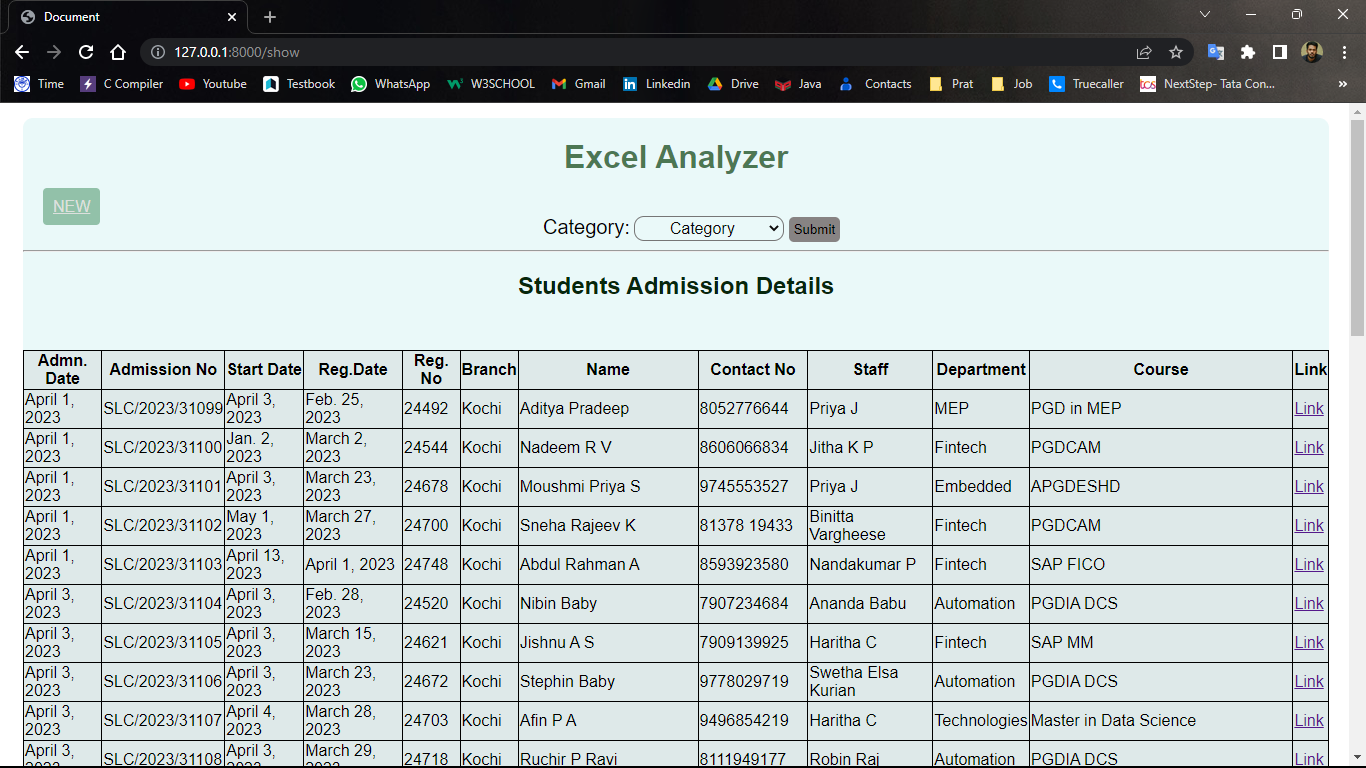 Document
127.0.0.1:8000/show
Time C Compiler Youtube Testbook WhatsApp W3SCHOOL Gmail Linkedin Drive Java Contacts Prat Job Truecaller NextStep- Tata Con... »
Excel Analyzer
NEW
Category: Category Submit
Students Admission Details
Admn. Date Admission No Start Date Reg.Date Reg. No Branch Name Contact No Staff Department Course Link
April 1, 2023 SLC/2023/31099 April 3, 2023 Feb. 25, 2023 24492 Kochi Aditya Pradeep 8052776644 Priya J MEP PGD in MEP Link
April 1, 2023 SLC/2023/31100 Jan. 2, 2023 March 2, 2023 24544 Kochi Nadeem R V 8606066834 Jitha K P Fintech PGDCAM Link
April 1, 2023 SLC/2023/31101 April 3, 2023 March 23, 2023 24678 Kochi Moushmi Priya S 9745553527 Priya J Embedded APGDESHD Link
April 1, 2023 SLC/2023/31102 May 1, 2023 March 27, 2023 24700 Kochi Sneha Rajeev K 81378 19433 Binitta Vargheese Fintech PGDCAM Link
April 1, 2023 SLC/2023/31103 April 13, 2023 April 1, 2023 24748 Kochi Abdul Rahman A 8593923580 Nandakumar P Fintech SAP FICO Link
April 3, 2023 SLC/2023/31104 April 3, 2023 Feb. 28, 2023 24520 Kochi Nibin Baby 7907234684 Ananda Babu Automation PGDIA DCS Link
April 3, 2023 SLC/2023/31105 April 3, 2023 March 15, 2023 24621 Kochi Jishnu A S 7909139925 Haritha C Fintech SAP MM Link
April 3, 2023 SLC/2023/31106 April 3, 2023 March 23, 2023 24672 Kochi Stephin Baby 9778029719 Swetha Elsa Kurian Automation PGDIA DCS Link
April 3, 2023 SLC/2023/31107 April 4, 2023 March 28, 2023 24703 Kochi Afin P A 9496854219 Haritha C Technologies Master in Data Science Link
April 3, 2023 SLC/2023/31108 April 3, 2023 March 29, 2023 24718 Kochi Ruchir P Ravi 8111949177 Robin Raj Automation PGDIA DCS Link